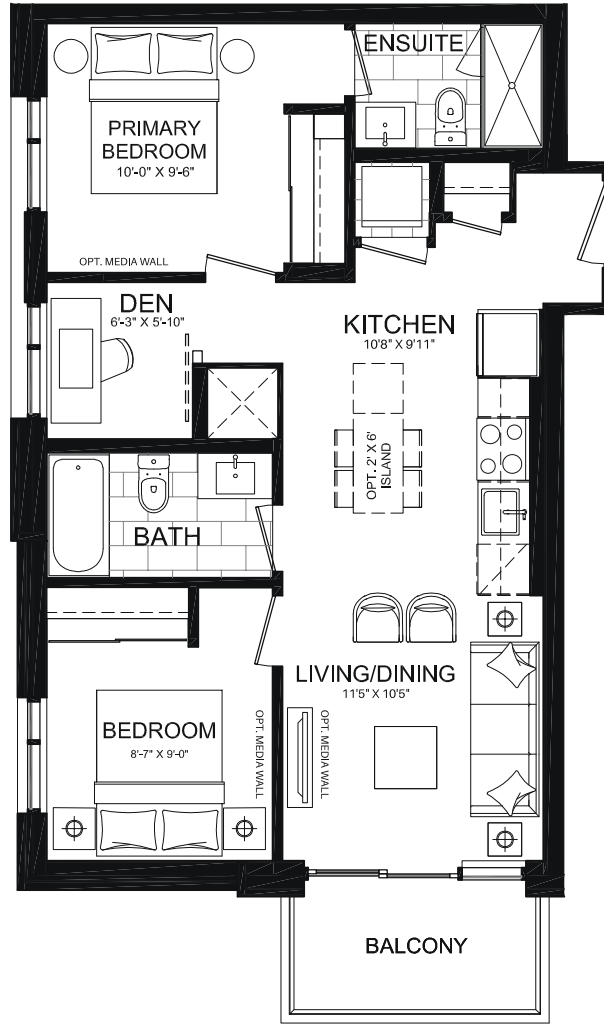 ENSUITE
PRIMARY
BEDROOM
10'-0" X 9'-6"
OPT. MEDIA WALL
DEN
6'-3" X 5'-10"
KITCHEN
10'8" X 9'11"
OPT. 2' X 6'
ISLAND
BATH
LIVING/DINING
11'5" X 10'5"
BEDROOM
8'-7" X 9'-0"
OPT. MEDIA WALL
OPT. MEDIA WALL
BALCONY